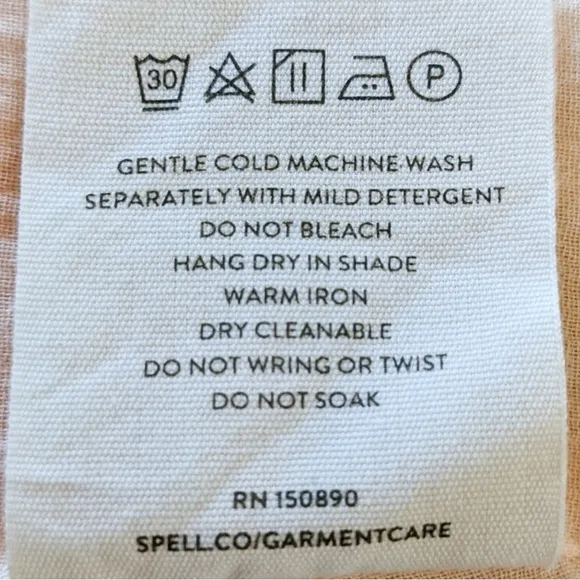 30 P
GENTLE COLD MACHINE WASH
SEPARATELY WITH MILD DETERGENT
DO NOT BLEACH
HANG DRY IN SHADE
WARM IRON
DRY CLEANABLE
DO NOT WRING OR TWIST
DO NOT SOAK
RN 150890
SPELL.CO/GARMENTCARE